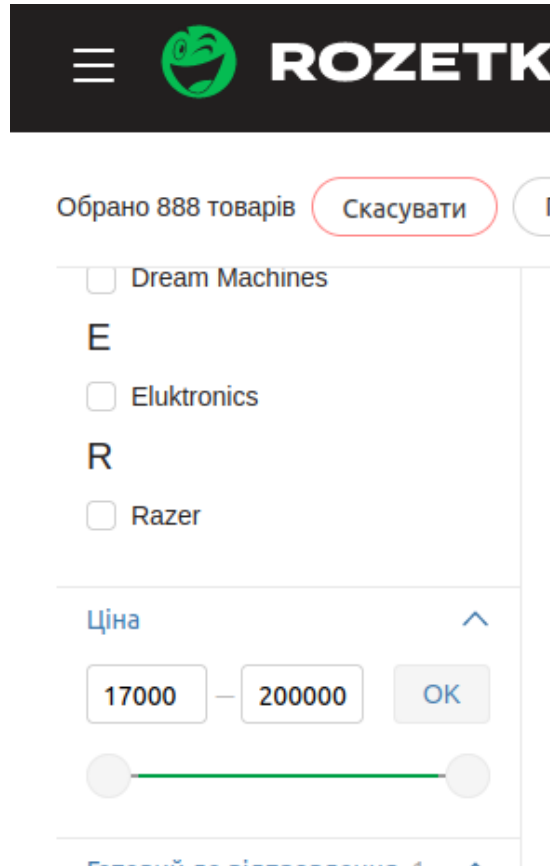 ROZETK
Обрано 888 товарів Скасувати
Dream Machines
E
Eluktronics
R
Razer
Ціна
17000 – 200000 OK